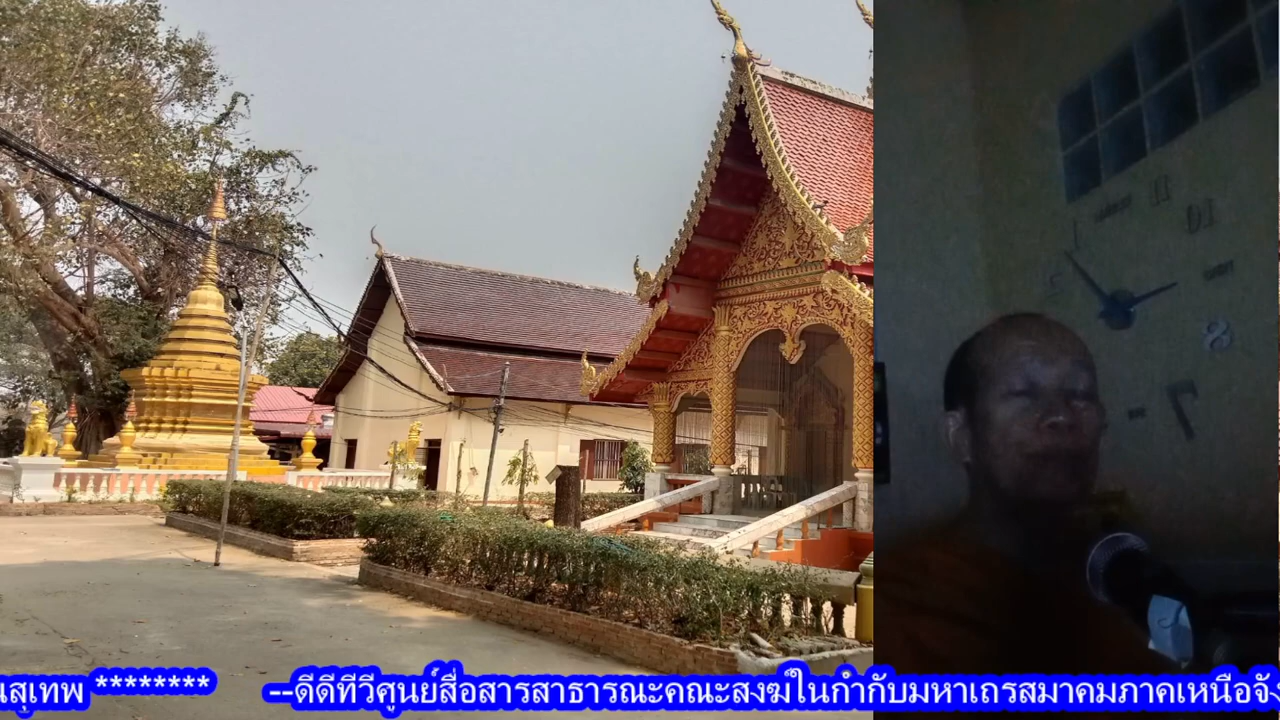 นสุเทพ ******** --ดีดีทีวีศูนย์สื่อสารสาธารณะคณะสงฆ์ในกำกับมหาเถรสมาคมภาคเหนือจัง